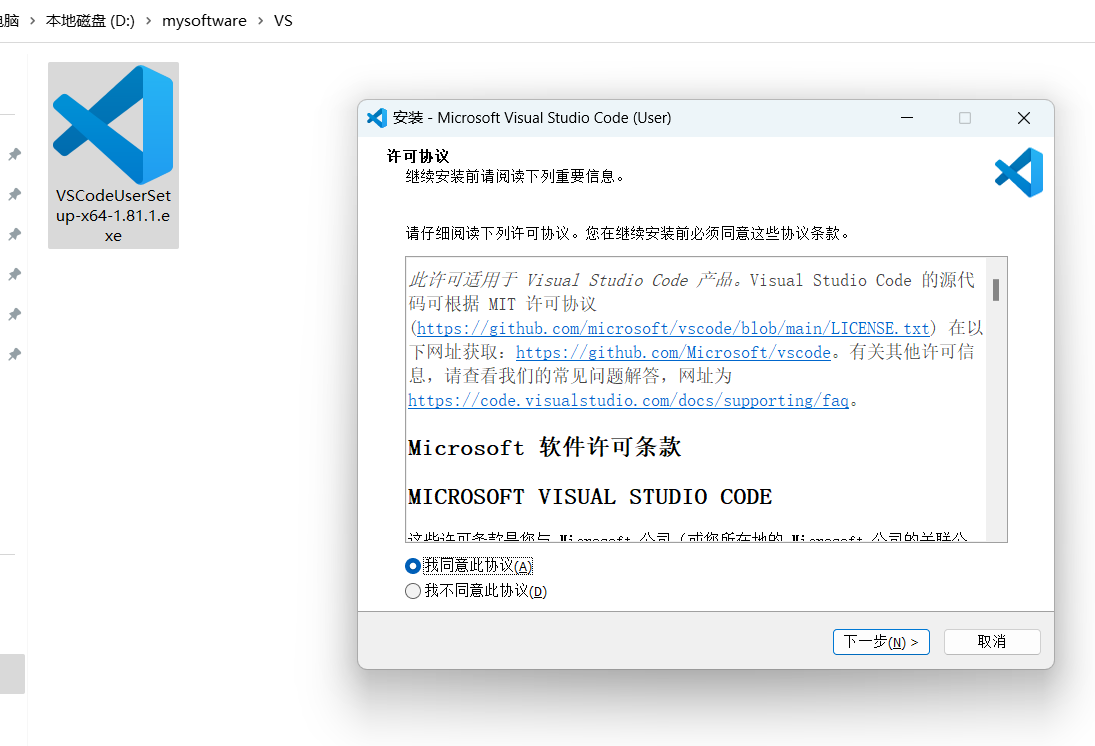 电脑 > 本地磁盘 (D:) > mysoftware > VS
VSCodeUserSet
up-x64-1.81.1.e
xe
安装 - Microsoft Visual Studio Code (User)
许可协议
继续安装前请阅读下列重要信息。
请仔细阅读下列许可协议。您在继续安装前必须同意这些协议条款。
此许可适用于 Visual Studio Code 产品。Visual Studio Code 的源代
码可根据 MIT 许可协议
(https://github.com/microsoft/vscode/blob/main/LICENSE.txt) 在以
下网址获取：https://github.com/Microsoft/vscode。有关其他许可信
息，请查看我们的常见问题解答，网址为
https://code.visualstudio.com/docs/supporting/faq。
Microsoft 软件许可条款
MICROSOFT VISUAL STUDIO CODE
这些许可条款是您与 Microsoft 公司（或您所在地的 Microsoft 公司的关联公
我同意此协议(A)
我不同意此协议(D)
下一步(N) >
取消